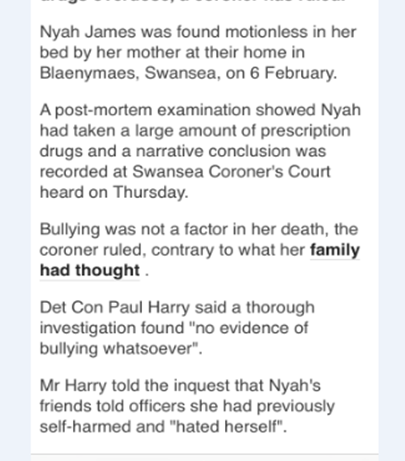 Nyah James was found motionless in her
bed by her mother at their home in
Blaenymaes, Swansea, on 6 February.
A post-mortem examination showed Nyah
had taken a large amount of prescription
drugs and a narrative conclusion was
recorded at Swansea Coroner's Court
heard on Thursday.
Bullying was not a factor in her death, the
coroner ruled, contrary to what her family
had thought .
Det Con Paul Harry said a thorough
investigation found "no evidence of
bullying whatsoever".
Mr Harry told the inquest that Nyah's
friends told officers she had previously
self-harmed and "hated herself".